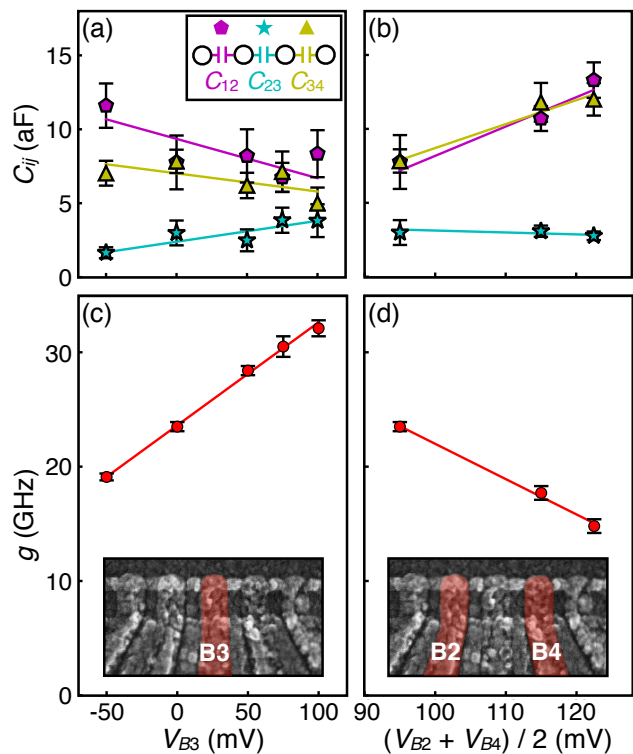 (a)
C12 C23 C34
(b)
15
10
5
0
Cij (aF)
(c)
(d)
30
20
10
0
g (GHz)
B3
B2 B4
-50 0 50 100
90 100 110 120
VB3 (mV)
(VB2 + VB4) / 2 (mV)